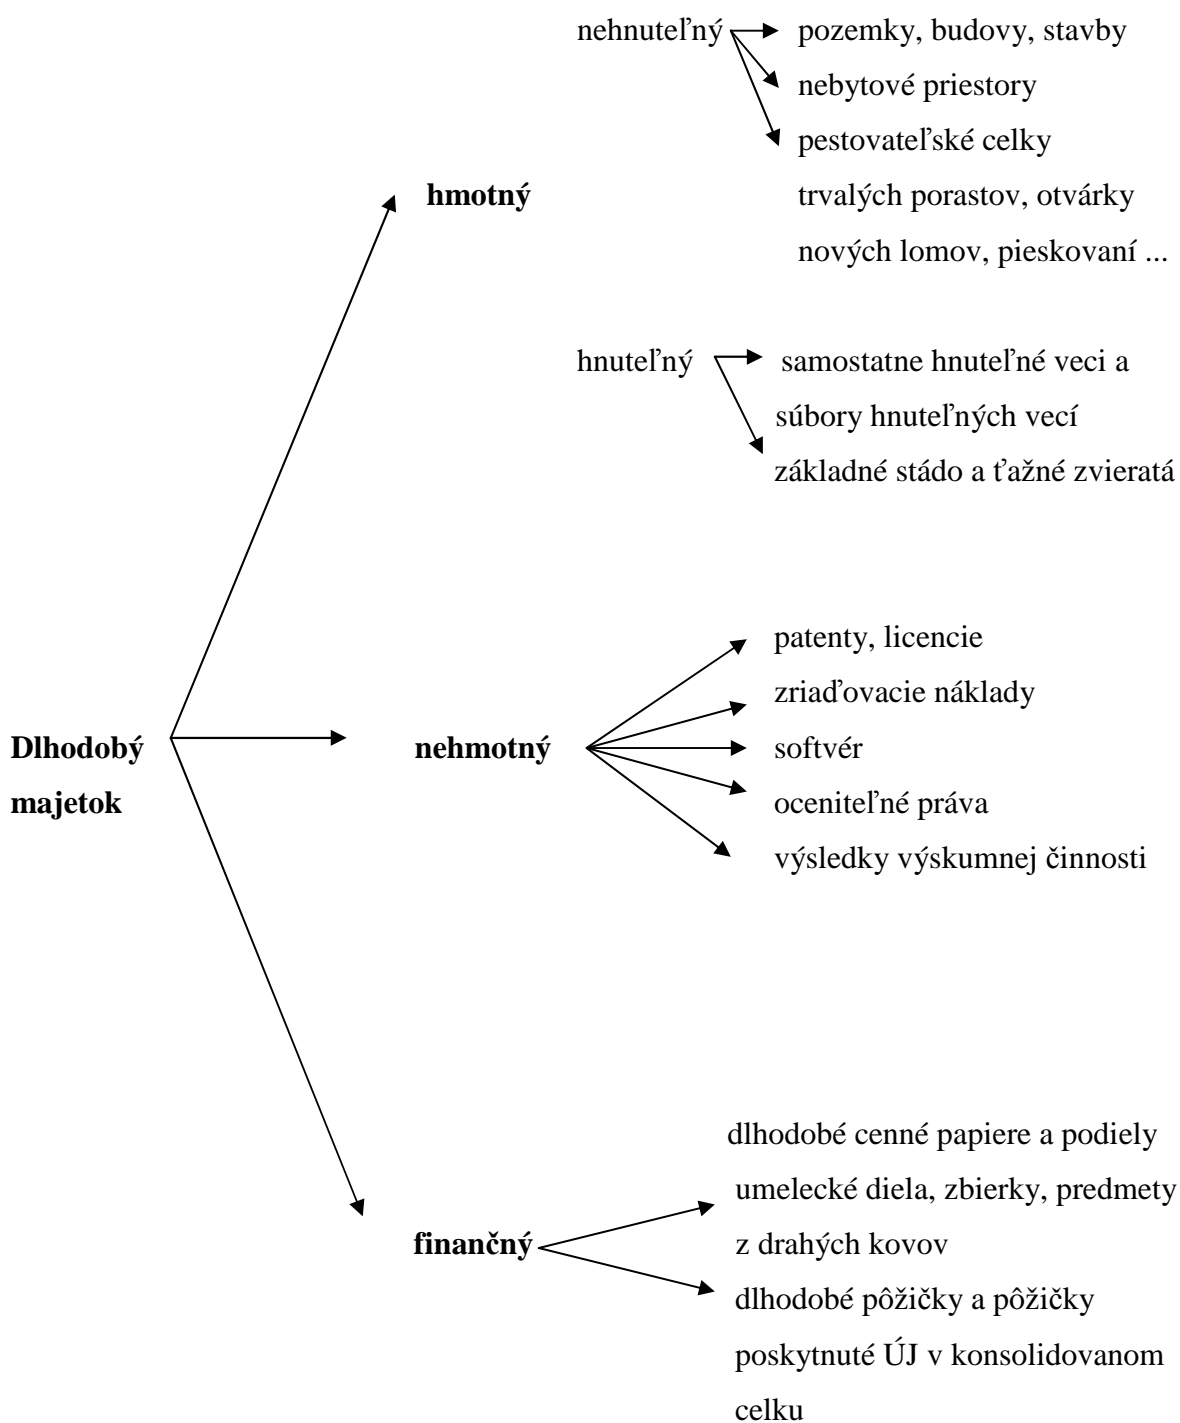 nehnuteľný
pozemky, budovy, stavby
nebytové priestory
pestovateľské celky
trvalých porastov, otvárky
nových lomov, pieskovaní ...
hmotný
hnuteľný
samostatne hnuteľné veci a
súbory hnuteľných vecí
základné stádo a ťažné zvieratá
Dlhodobý
majetok
nehmotný
patenty, licencie
zriaďovacie náklady
softvér
oceniteľné práva
výsledky výskumnej činnosti
finančný
dlhodobé cenné papiere a podiely
umelecké diela, zbierky, predmety
z drahých kovov
dlhodobé pôžičky a pôžičky
poskytnuté ÚJ v konsolidovanom
celku